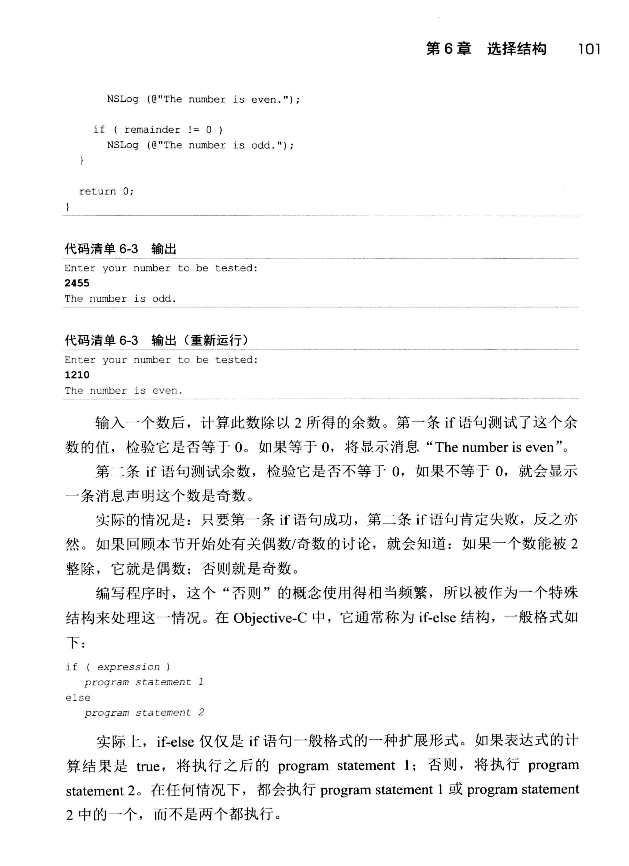 第 6 章 选择结构 101
NSLog (@"The number is even.");
if ( remainder != 0 )
NSLog (@"The number is odd.");
}
return 0;
}
代码清单 6-3 输出
Enter your number to be tested:
2455
The number is odd.
代码清单 6-3 输出（重新运行）
Enter your number to be tested:
1210
The number is even.
输入一个数后，计算此数除以 2 所得的余数。第一条 if 语句测试了这个余
数的值，检验它是否等于 0。如果等于 0，将显示消息“The number is even”。
第二条 if 语句测试余数，检验它是否不等于 0，如果不等于 0，就会显示
一条消息声明这个数是奇数。
实际的情况是：只要第一条 if 语句成功，第二条 if 语句肯定失败，反之亦
然。如果回顾本节开始处有关偶数/奇数的讨论，就会知道：如果一个数能被 2
整除，它就是偶数；否则就是奇数。
编写程序时，这个“否则”的概念使用得相当频繁，所以被作为一个特殊
结构来处理这一情况。在 Objective-C 中，它通常称为 if-else 结构，一般格式如
下：
if ( expression )
program statement 1
else
program statement 2
实际上，if-else 仅仅是 if 语句一般格式的一种扩展形式。如果表达式的计
算结果是 true，将执行之后的 program statement 1；否则，将执行 program
statement 2。在任何情况下，都会执行 program statement 1 或 program statement
2 中的一个，而不是两个都执行。